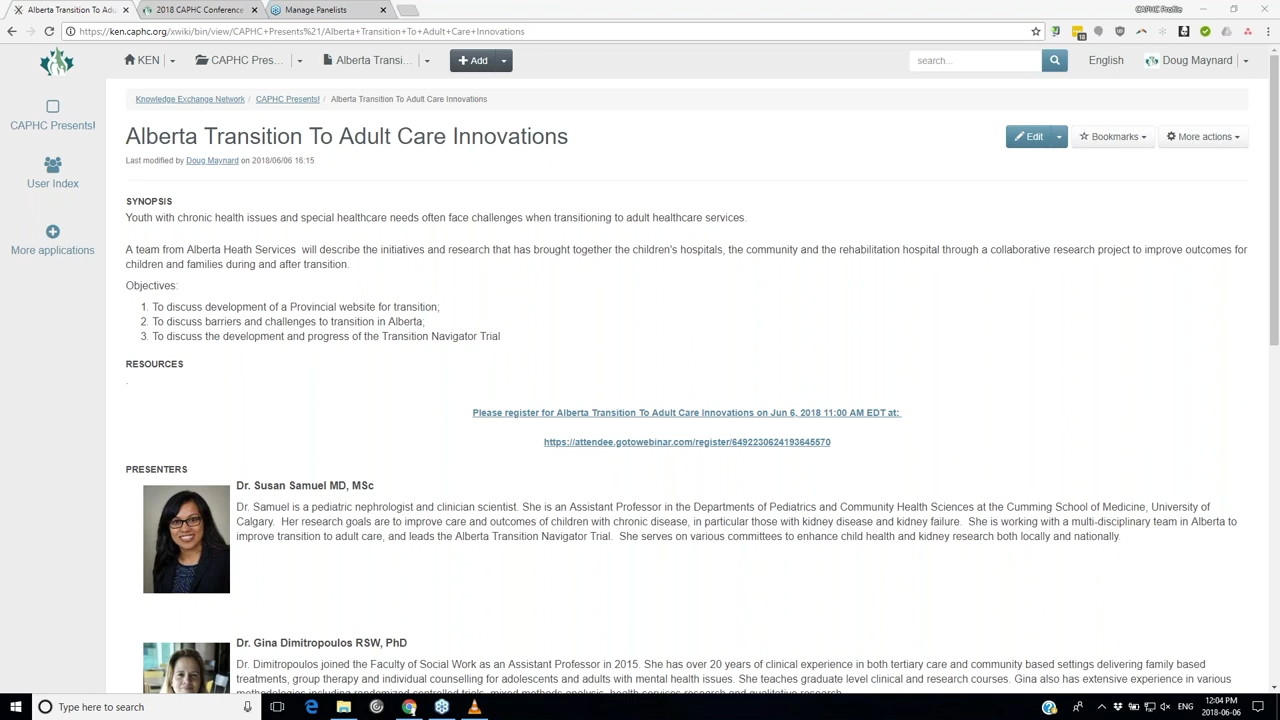 Alberta Transition To Ad
2018 CAPHC Conference
Manage Panelists
CAPHC Profile
https://ken.caphc.org/xwiki/bin/view/CAPHC+Presents%21/Alberta+Transition+To+Adult+Care+Innovations
KEN
CAPHC Pres...
Alberta Transi...
Add
search...
English
Doug Maynard
CAPHC Presents!
User Index
More applications
Knowledge Exchange Network / CAPHC Presents! / Alberta Transition To Adult Care Innovations
Alberta Transition To Adult Care Innovations
Edit
Bookmarks
More actions
Last modified by Doug Maynard on 2018/06/06 16:15
SYNOPSIS
Youth with chronic health issues and special healthcare needs often face challenges when transitioning to adult healthcare services.
A team from Alberta Heath Services will describe the initiatives and research that has brought together the children's hospitals, the community and the rehabilitation hospital through a collaborative research project to improve outcomes for
children and families during and after transition.
Objectives:
1. To discuss development of a Provincial website for transition;
2. To discuss barriers and challenges to transition in Alberta;
3. To discuss the development and progress of the Transition Navigator Trial
RESOURCES
.
Please register for Alberta Transition To Adult Care Innovations on Jun 6, 2018 11:00 AM EDT at:
https://attendee.gotowebinar.com/register/6492230624193645570
PRESENTERS
Dr. Susan Samuel MD, MSc
Dr. Samuel is a pediatric nephrologist and clinician scientist. She is an Assistant Professor in the Departments of Pediatrics and Community Health Sciences at the Cumming School of Medicine, University of
Calgary. Her research goals are to improve care and outcomes of children with chronic disease, in particular those with kidney disease and kidney failure. She is working with a multi-disciplinary team in Alberta to
improve transition to adult care, and leads the Alberta Transition Navigator Trial. She serves on various committees to enhance child health and kidney research both locally and nationally.
Dr. Gina Dimitropoulos RSW, PhD
Dr. Dimitropoulos joined the Faculty of Social Work as an Assistant Professor in 2015. She has over 20 years of clinical experience in both tertiary care and community based settings delivering family based
treatments, group therapy and individual counselling for adolescents and adults with mental health issues. She teaches graduate level clinical and research courses. Gina also has extensive experience in various
methodologies including randomized controlled trials, mixed methods analysis, health services research and qualitative research.
Type here to search
12:04 PM
2018-06-06